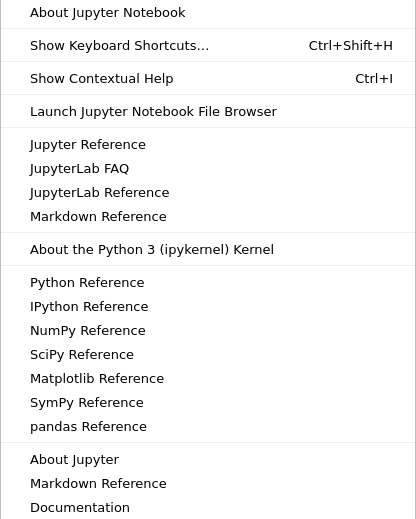 About Jupyter Notebook
Show Keyboard Shortcuts... Ctrl+Shift+H
Show Contextual Help Ctrl+I
Launch Jupyter Notebook File Browser
Jupyter Reference
JupyterLab FAQ
JupyterLab Reference
Markdown Reference
About the Python 3 (ipykernel) Kernel
Python Reference
IPython Reference
NumPy Reference
SciPy Reference
Matplotlib Reference
SymPy Reference
pandas Reference
About Jupyter
Markdown Reference
Documentation